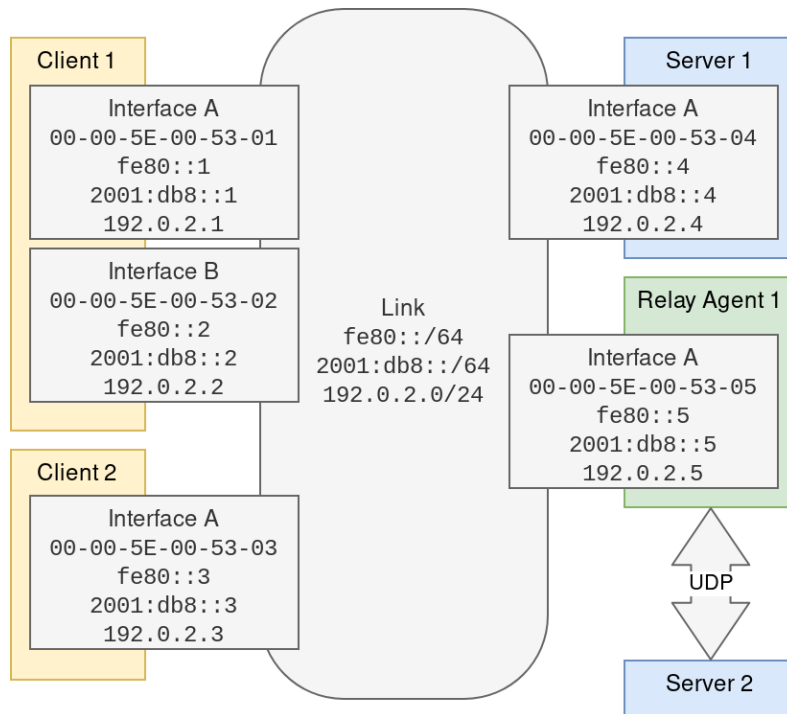 Client 1
Interface A
00-00-5E-00-53-01
fe80::1
2001:db8::1
192.0.2.1
Interface B
00-00-5E-00-53-02
fe80::2
2001:db8::2
192.0.2.2
Client 2
Interface A
00-00-5E-00-53-03
fe80::3
2001:db8::3
192.0.2.3
Link
fe80::/64
2001:db8::/64
192.0.2.0/24
Server 1
Interface A
00-00-5E-00-53-04
fe80::4
2001:db8::4
192.0.2.4
Relay Agent 1
Interface A
00-00-5E-00-53-05
fe80::5
2001:db8::5
192.0.2.5
UDP
Server 2